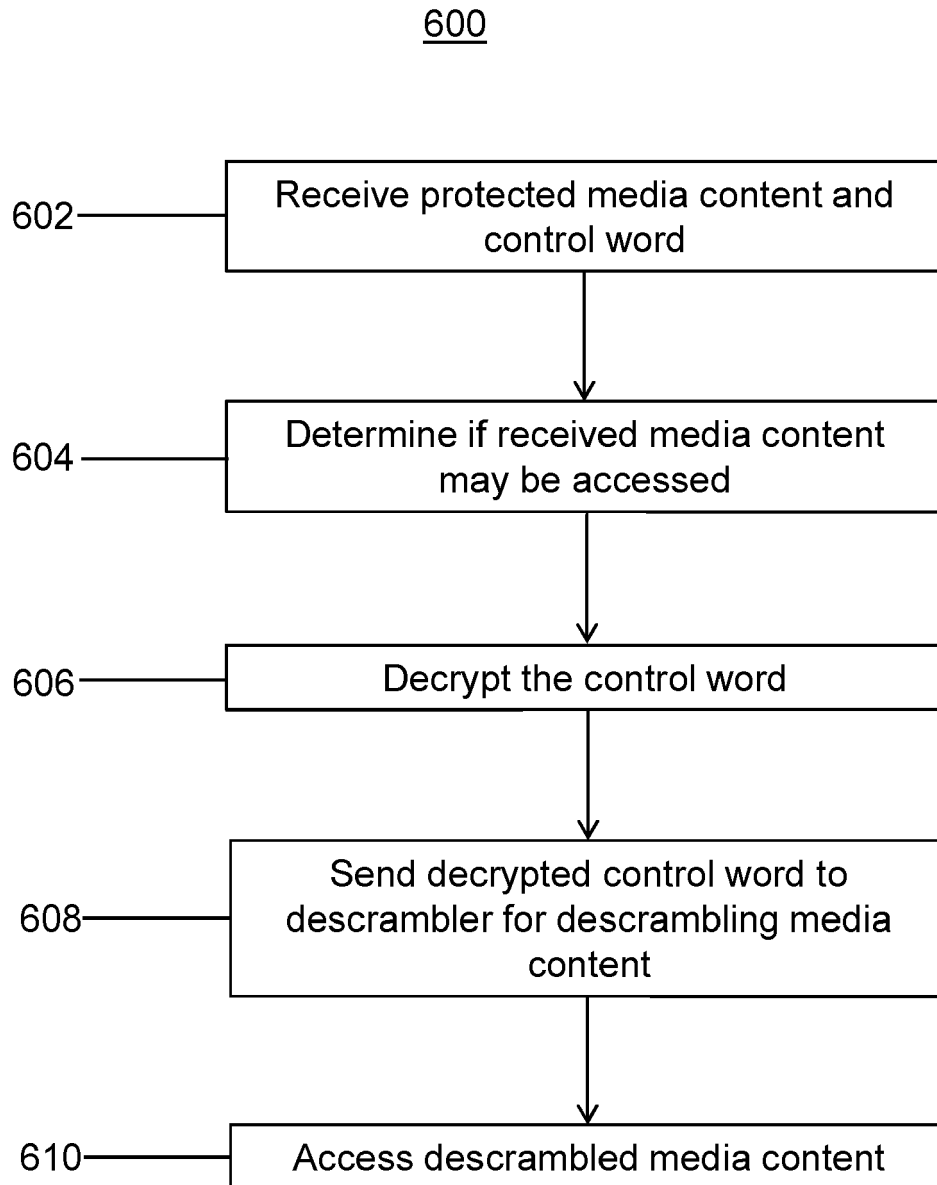 600
602
Receive protected media content and
control word
604
Determine if received media content
may be accessed
606
Decrypt the control word
608
Send decrypted control word to
descrambler for descrambling media
content
610
Access descrambled media content